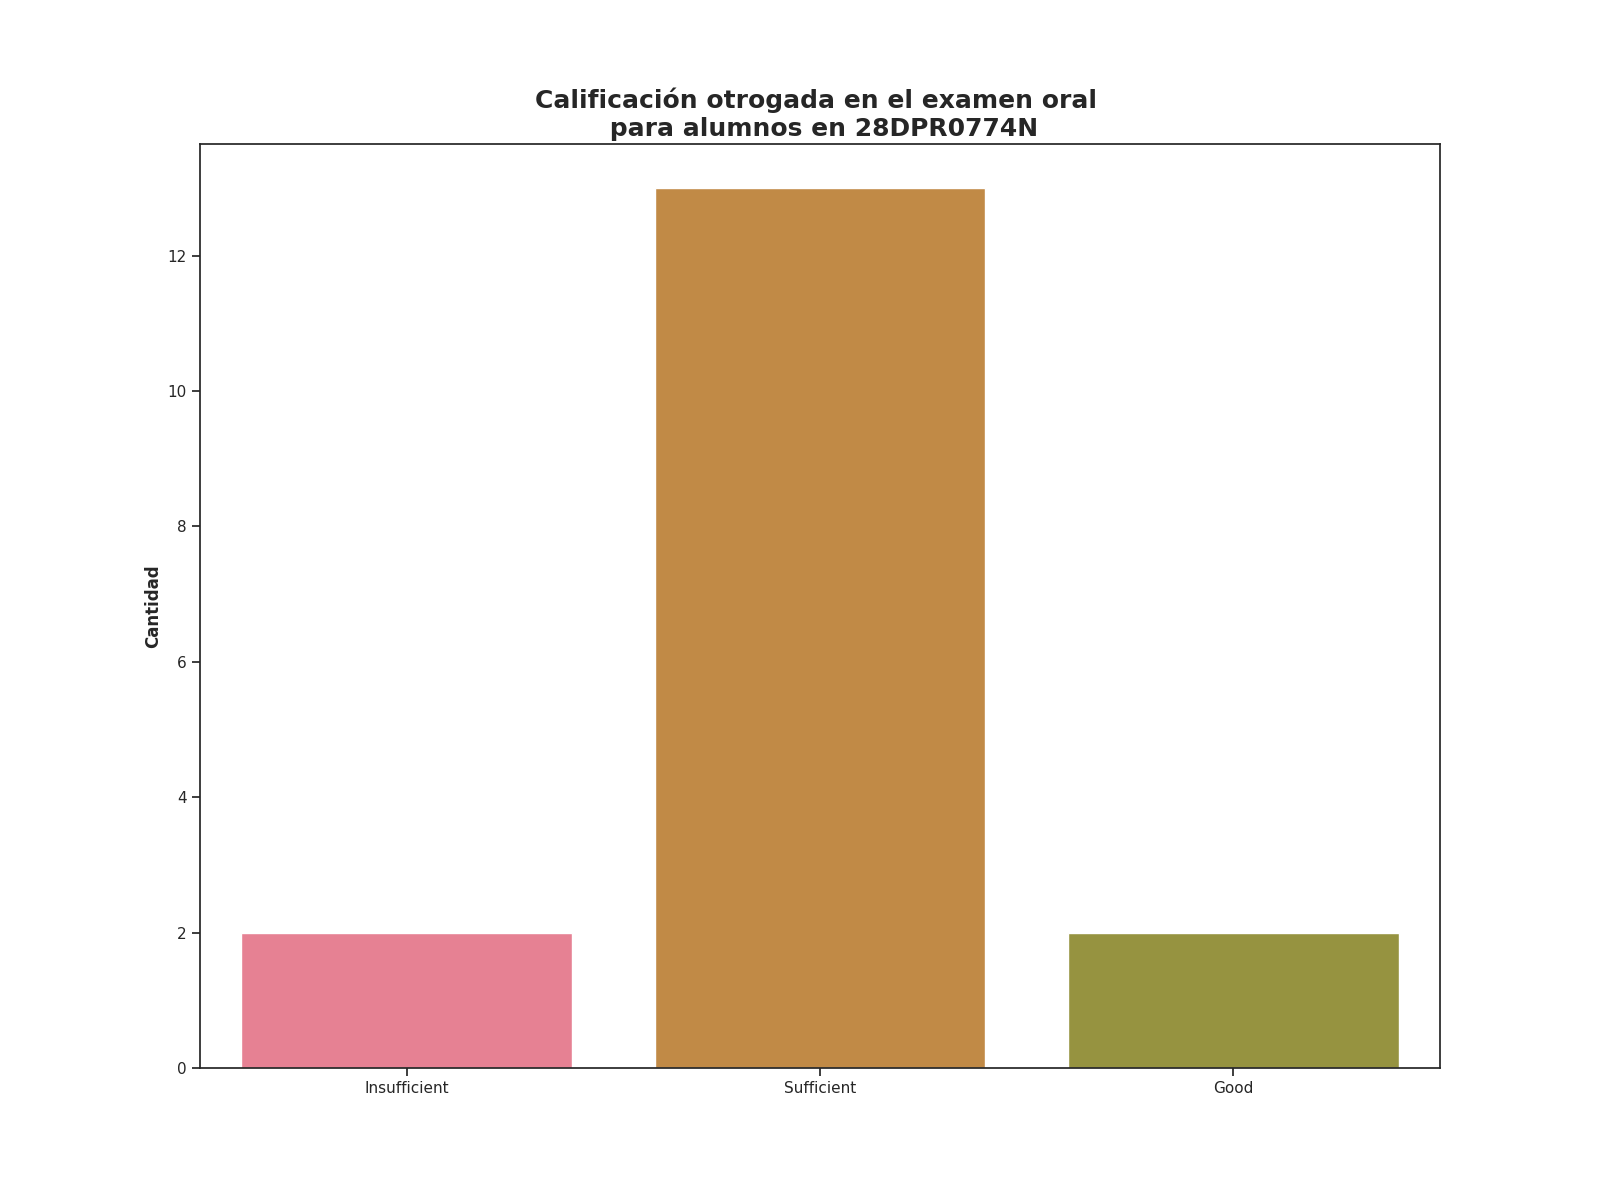 Calificación otrogada en el examen oral
para alumnos en 28DPR0774N
Cantidad
12
10
8
6
4
2
0
Insufficient
Sufficient
Good